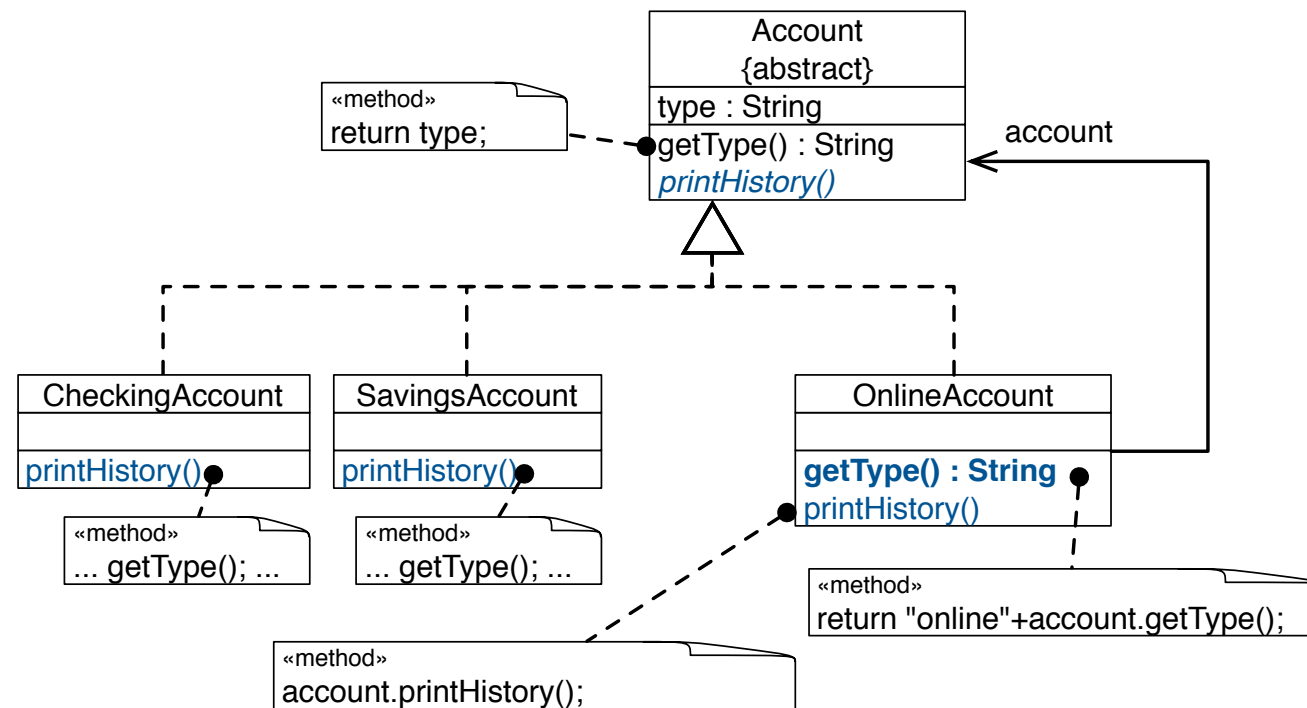 Account
{abstract}
type : String
getType() : String
printHistory()
«method»
return type;
account
CheckingAccount
printHistory()
«method»
... getType(); ...
SavingsAccount
printHistory()
«method»
... getType(); ...
OnlineAccount
getType() : String
printHistory()
«method»
return "online"+account.getType();
«method»
account.printHistory();